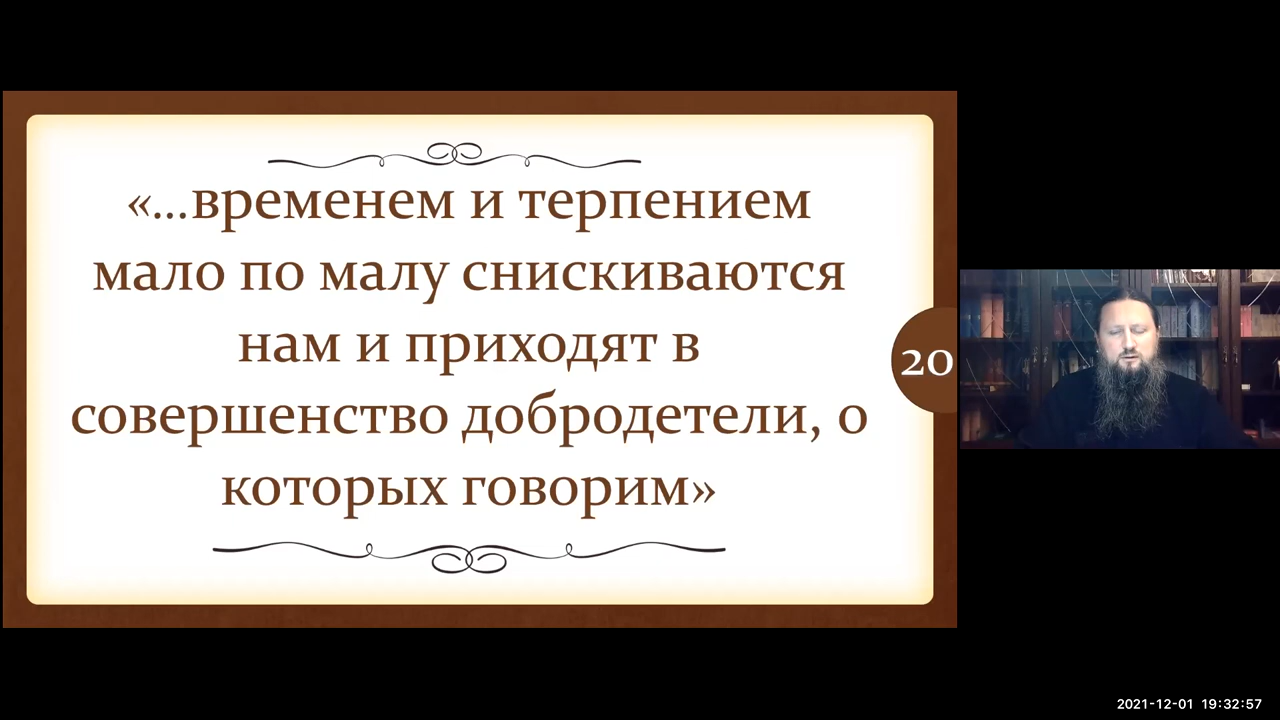 «...временем и терпением
мало по малу снискиваются
нам и приходят в
совершенство добродетели, о
которых говорим»
20
2021-12-01 19:32:57